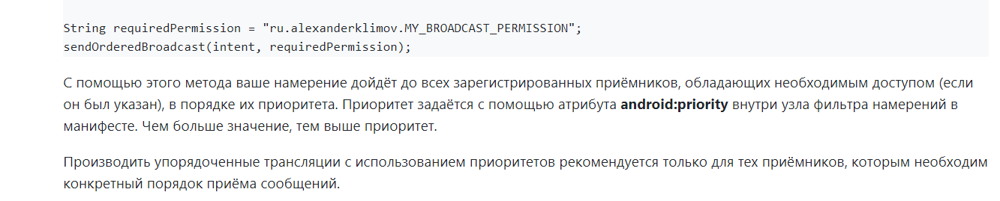 String requiredPermission = "ru.alexanderklimov.MY_BROADCAST_PERMISSION";
sendOrderedBroadcast(intent, requiredPermission);
С помощью этого метода ваше намерение дойдёт до всех зарегистрированных приёмников, обладающих необходимым доступом (если
он был указан), в порядке их приоритета. Приоритет задаётся с помощью атрибута android:priority внутри узла фильтра намерений в
манифесте. Чем больше значение, тем выше приоритет.
Производить упорядоченные трансляции с использованием приоритетов рекомендуется только для тех приёмников, которым необходим
конкретный порядок приёма сообщений.